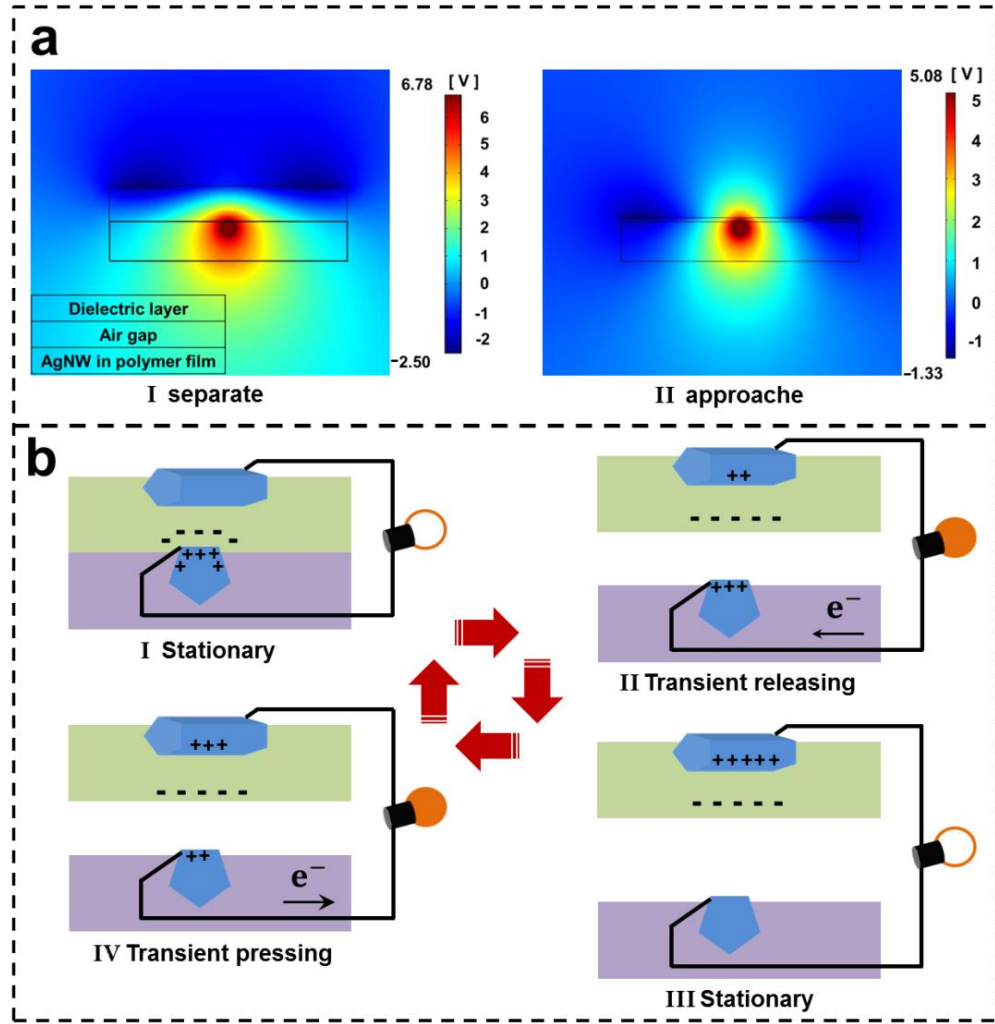 a
6.78 [ V ]
6
5
4
3
2
1
0
-1
-2
−2.50
Dielectric layer
Air gap
AgNW in polymer film
I separate
5.08 [ V ]
5
4
3
2
1
0
-1
−1.33
II approache
b
- - - -
- -
+++
+ +
I Stationary
++
- - - - -
+++
e⁻
II Transient releasing
+++
- - - - -
++
e⁻
IV Transient pressing
+++++
- - - - -
III Stationary